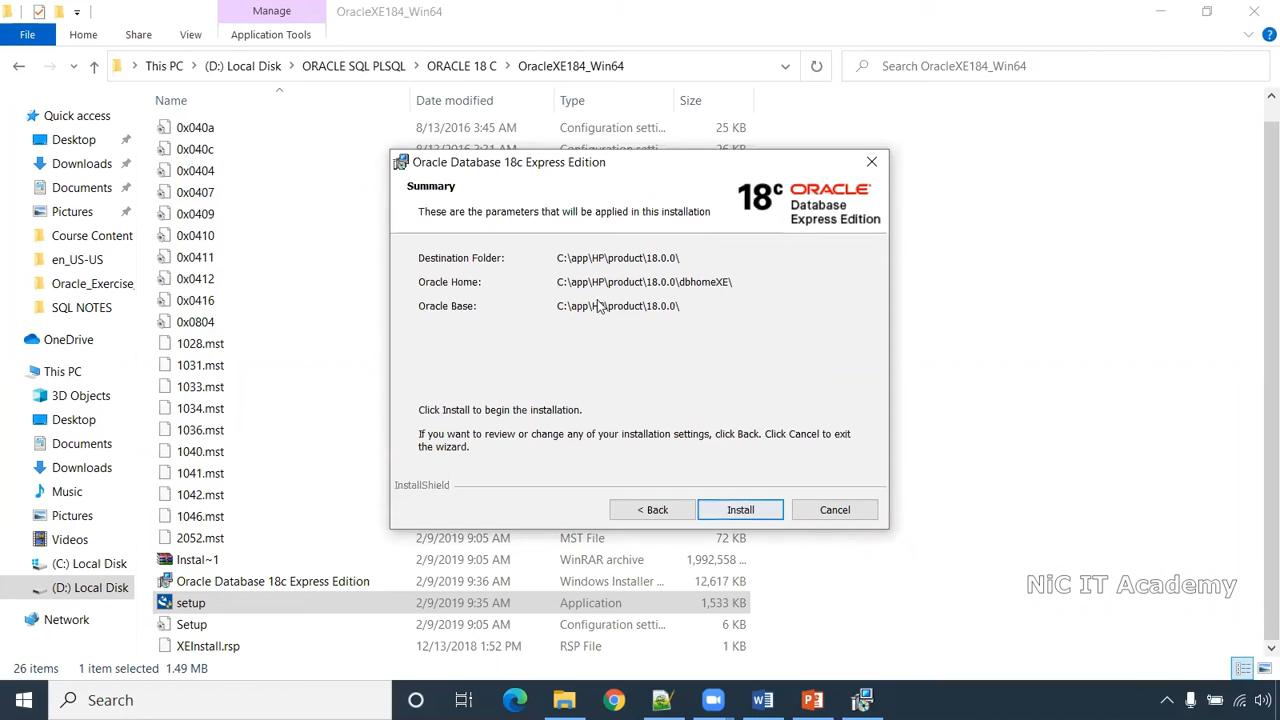 Manage
OracleXE184_Win64
File
Home
Share
View
Application Tools
This PC
(D:) Local Disk
ORACLE SQL PLSQL
ORACLE 18 C
OracleXE184_Win64
Search OracleXE184_Win64
Name
Date modified
Type
Size
Quick access
Desktop
Downloads
Documents
Pictures
Course Content
en_US-US
Oracle_Exercise
SQL NOTES
OneDrive
This PC
3D Objects
Desktop
Documents
Downloads
Music
Pictures
Videos
(C:) Local Disk
(D:) Local Disk
Network
0x040a 8/13/2016 3:45 AM Configuration setti... 25 KB
0x040c
0x0404
0x0407
0x0409
0x0410
0x0411
0x0412
0x0416
0x0804
1028.mst
1031.mst
1033.mst
1034.mst
1036.mst
1040.mst
1041.mst
1042.mst
1046.mst
2052.mst 2/9/2019 9:05 AM MST File 72 KB
Instal~1 2/9/2019 9:05 AM WinRAR archive 1,992,558 ...
Oracle Database 18c Express Edition 2/9/2019 9:36 AM Windows Installer ... 12,617 KB
setup 2/9/2019 9:35 AM Application 1,533 KB
Setup 2/9/2019 9:05 AM Configuration setti... 6 KB
XEInstall.rsp 12/13/2018 1:52 PM RSP File 1 KB
Oracle Database 18c Express Edition
Summary
These are the parameters that will be applied in this installation
18c ORACLE
Database
Express Edition
Destination Folder: C:\app\HP\product\18.0.0\
Oracle Home: C:\app\HP\product\18.0.0\dbhomeXE\
Oracle Base: C:\app\HP\product\18.0.0\
Click Install to begin the installation.
If you want to review or change any of your installation settings, click Back. Click Cancel to exit
the wizard.
InstallShield
< Back
Install
Cancel
NiC IT Academy
26 items
1 item selected 1.49 MB
Search